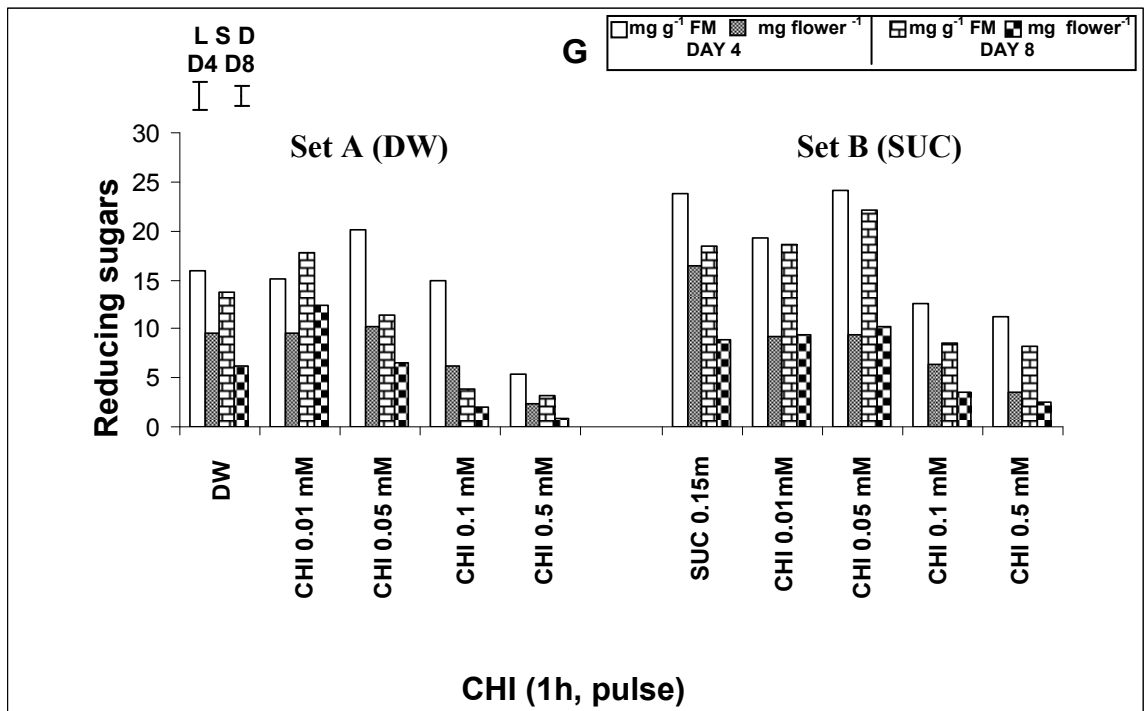 L S D
D4 D8
G
mg g-1 FM mg flower -1
DAY 4
mg g-1 FM mg flower-1
DAY 8
Set A (DW)
Set B (SUC)
Reducing sugars
30
25
20
15
10
5
0
DW
CHI 0.01 mM
CHI 0.05 mM
CHI 0.1 mM
CHI 0.5 mM
SUC 0.15m
CHI 0.01mM
CHI 0.05 mM
CHI 0.1 mM
CHI 0.5 mM
CHI (1h, pulse)